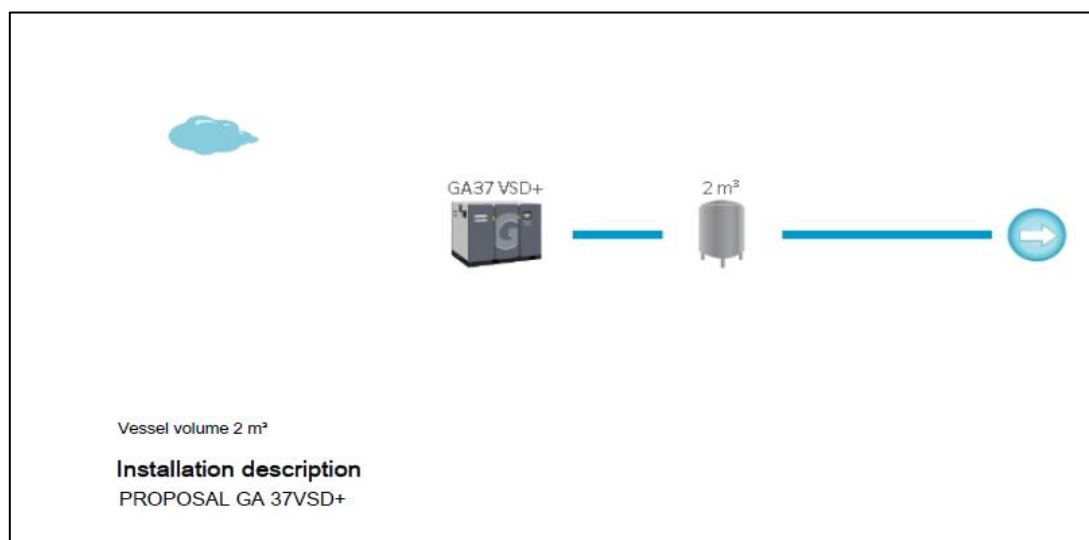 GA37 VSD+
2 m³
G
Vessel volume 2 m³
Installation description
PROPOSAL GA 37VSD+